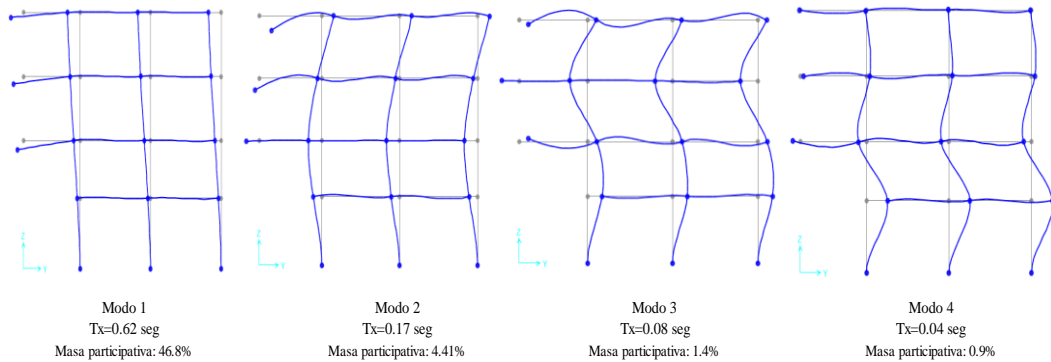 Z
Y
Modo 1
Tx=0.62 seg
Masa participativa: 46.8%
Z
Y
Modo 2
Tx=0.17 seg
Masa participativa: 4.41%
Z
Y
Modo 3
Tx=0.08 seg
Masa participativa: 1.4%
Z
Y
Modo 4
Tx=0.04 seg
Masa participativa: 0.9%